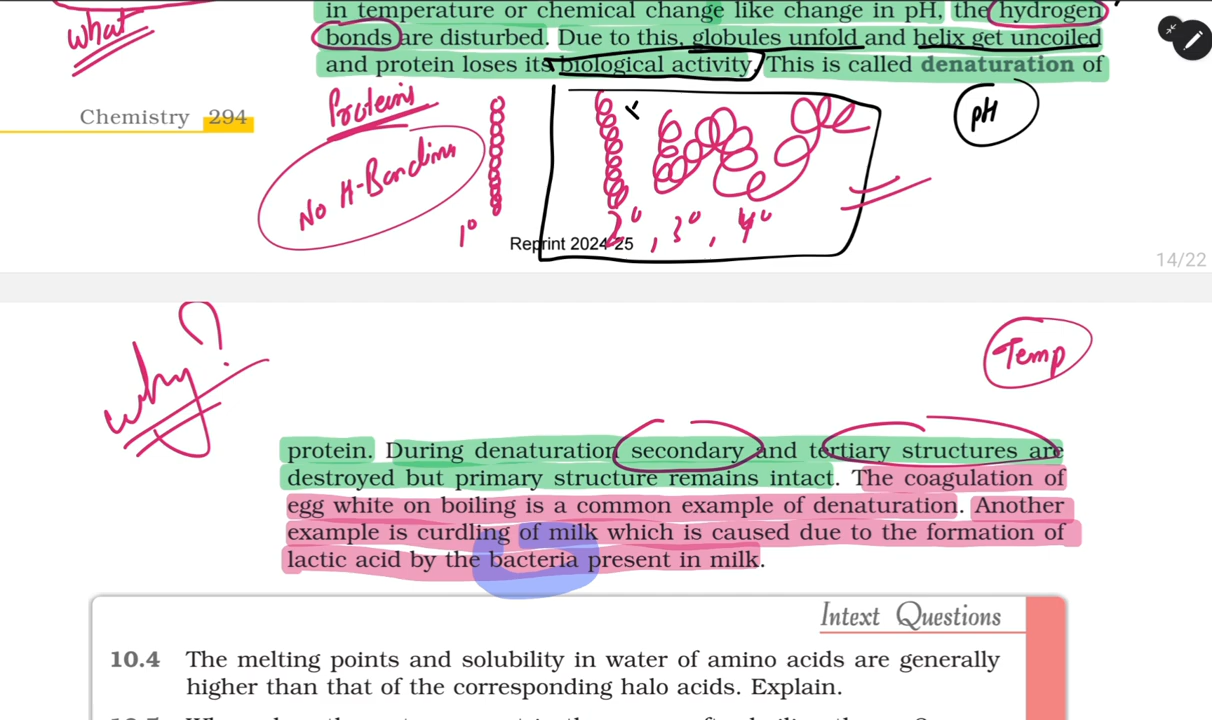 in temperature or chemical change like change in pH, the hydrogen
what
bonds are disturbed. Due to this, globules unfold and helix get uncoiled
and protein loses its biological activity. This is called denaturation of
Chemistry 294
Proteins
pH
No H-Bonding
1° 2°, 3°, 4°
Reprint 2024-25
14/22
Why?
Temp
protein. During denaturation secondary and tertiary structures are
destroyed but primary structure remains intact. The coagulation of
egg white on boiling is a common example of denaturation. Another
example is curdling of milk which is caused due to the formation of
lactic acid by the bacteria present in milk.
Intext Questions
10.4 The melting points and solubility in water of amino acids are generally
higher than that of the corresponding halo acids. Explain.